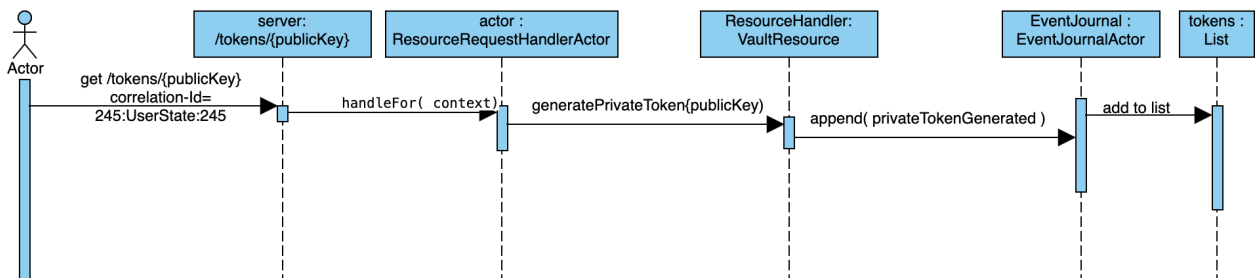 server:
/tokens/{publicKey}
actor :
ResourceRequestHandlerActor
ResourceHandler:
VaultResource
EventJournal :
EventJournalActor
tokens :
List
Actor
get /tokens/{publicKey}
correlation-Id=
245:UserState:245
handleFor( context)
generatePrivateToken{publicKey)
append( privateTokenGenerated )
add to list